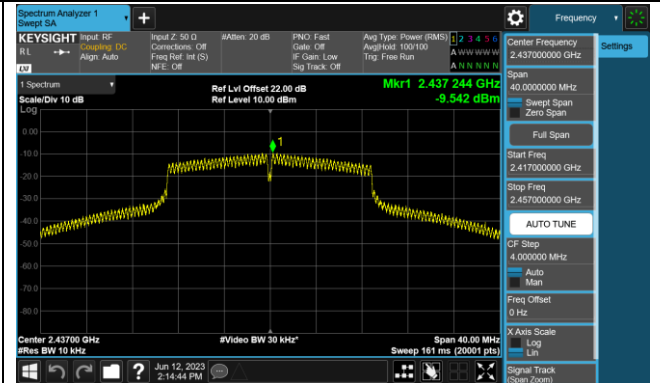 Spectrum Analyzer 1
Swept SA
Frequency
KEYSIGHT
RL
Input: RF
Coupling: DC
Align: Auto
Input Z: 50 Ω
Corrections: Off
Freq Ref: Int (S)
NFE: Off
#Atten: 20 dB
PNO: Fast
Gate: Off
IF Gain: Low
Sig Track: Off
Avg Type: Power (RMS)
Avg|Hold: 100/100
Trig: Free Run
1 2 3 4 5 6
A W W W W W
A N N N N N
1 Spectrum
Scale/Div 10 dB
Log
Ref Lvl Offset 22.00 dB
Ref Level 10.00 dBm
Mkr1 2.437 244 GHz
-9.542 dBm
1
0.00
-10.0
-20.0
-30.0
-40.0
-50.0
-60.0
-70.0
-80.0
Center 2.43700 GHz
#Res BW 10 kHz
#Video BW 30 kHz*
Span 40.00 MHz
Sweep 161 ms (20001 pts)
Center Frequency
2.437000000 GHz
Settings
Span
40.0000000 MHz
Swept Span
Zero Span
Full Span
Start Freq
2.417000000 GHz
Stop Freq
2.457000000 GHz
AUTO TUNE
CF Step
4.000000 MHz
Auto
Man
Freq Offset
0 Hz
X Axis Scale
Log
Lin
Signal Track
(Span Zoom)
?
Jun 12, 2023
2:14:44 PM